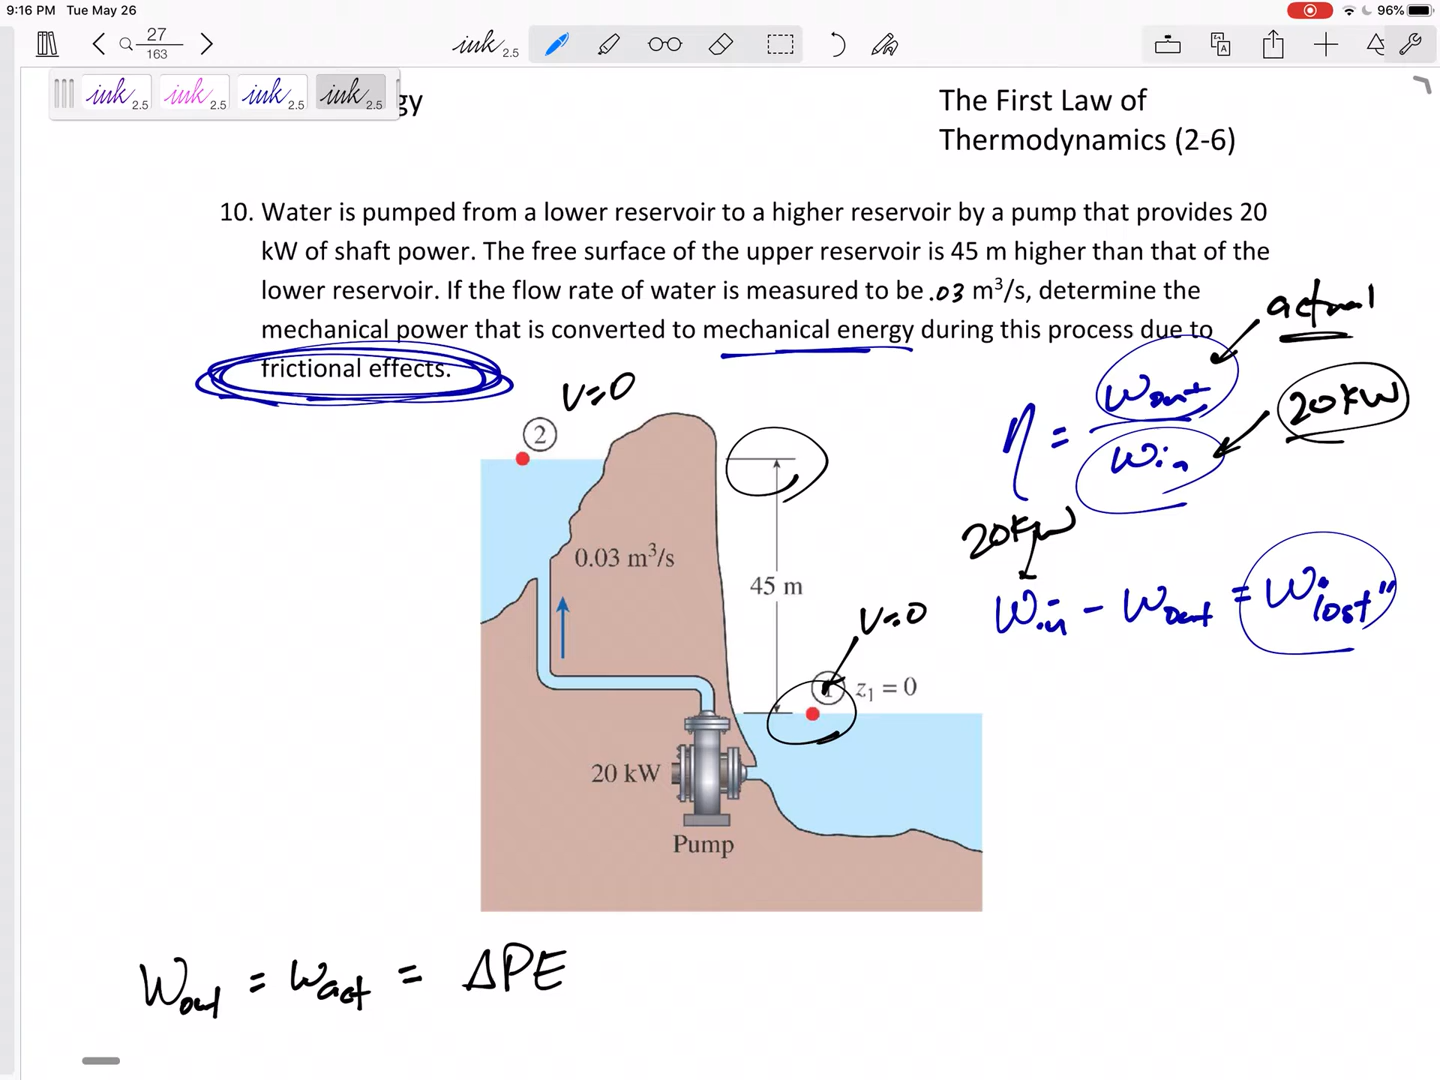 9:16 PM Tue May 26
96%
27
163
ink 2.5
ink 2.5
ink 2.5
ink 2.5
ink 2.5
gy
The First Law of
Thermodynamics (2-6)
10. Water is pumped from a lower reservoir to a higher reservoir by a pump that provides 20
kW of shaft power. The free surface of the upper reservoir is 45 m higher than that of the
lower reservoir. If the flow rate of water is measured to be .03 m³/s, determine the
mechanical power that is converted to mechanical energy during this process due to
frictional effects.
actual
V=0
η = Wout / Win
20kW
2
20kW
0.03 m³/s
45 m
Win - Wout = Ẇlost"
V=0
1 z₁ = 0
20 kW
Pump
Wout = Wact = ΔPE